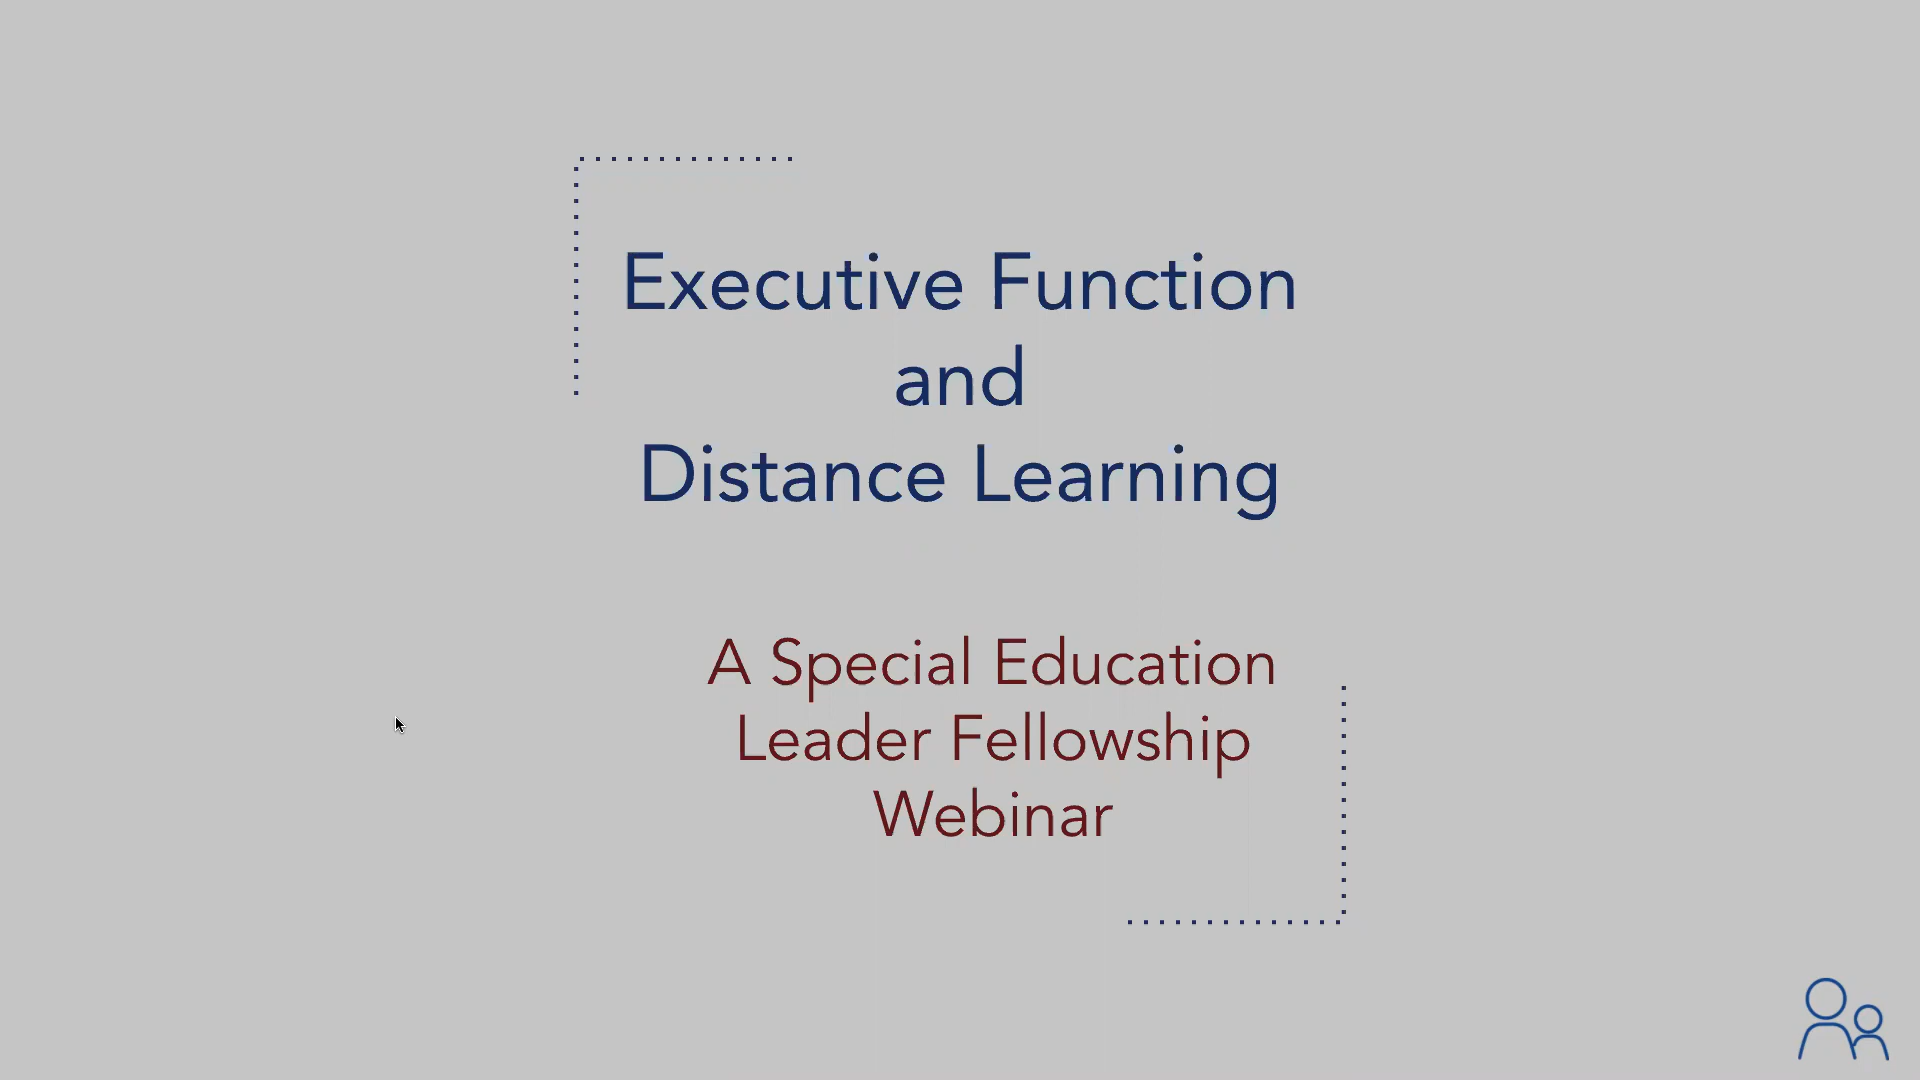 Executive Function
and
Distance Learning
A Special Education
Leader Fellowship
Webinar